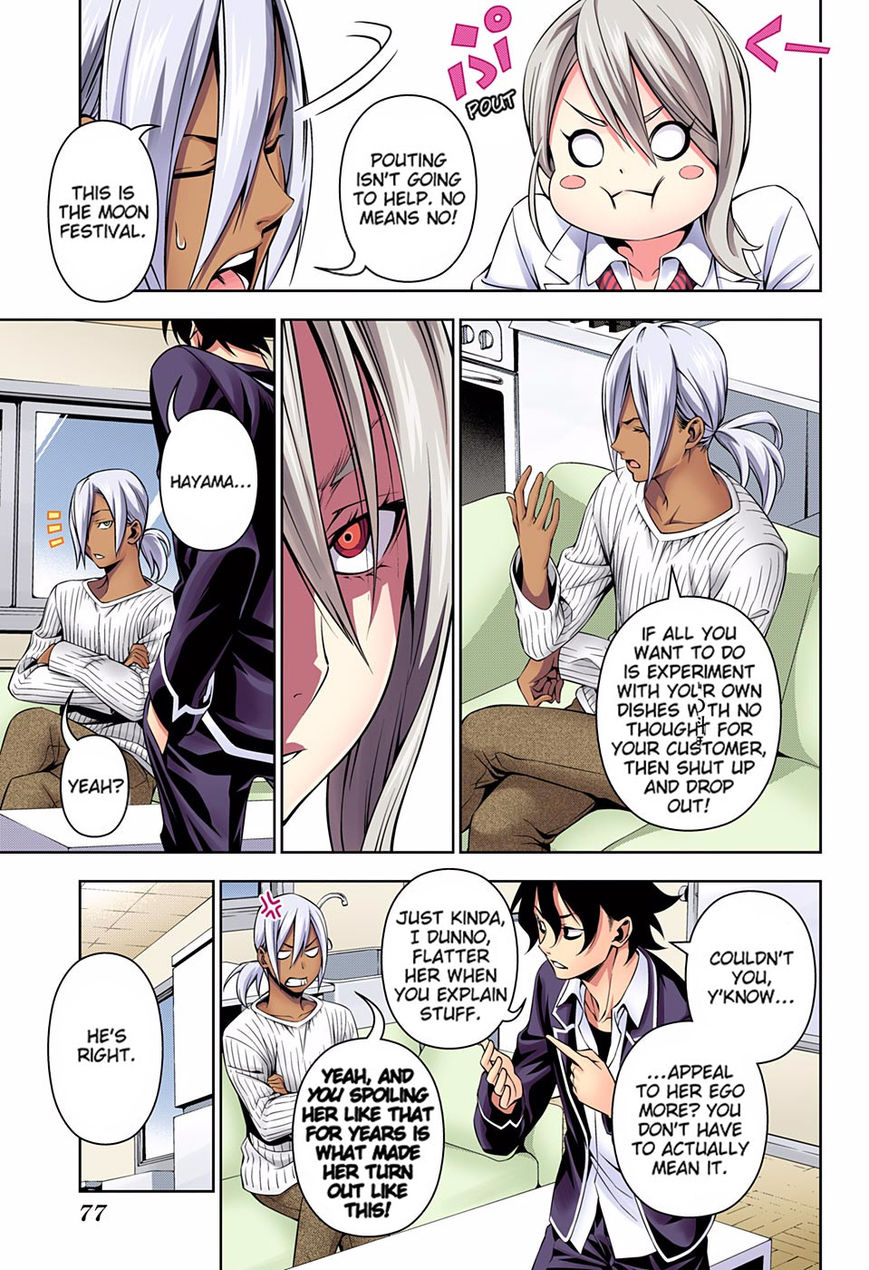 ぷぅ
POUT
POUTING
ISN'T GOING
TO HELP. NO
MEANS NO!
THIS IS
THE MOON
FESTIVAL.
IF ALL YOU
WANT TO DO
IS EXPERIMENT
WITH YOUR OWN
DISHES WITH NO
THOUGHT FOR
YOUR CUSTOMER,
THEN SHUT UP
AND DROP
OUT!
HAYAMA...
YEAH?
COULDN'T
YOU,
Y'KNOW...
...APPEAL
TO HER EGO
MORE? YOU
DON'T HAVE
TO ACTUALLY
MEAN IT.
JUST KINDA,
I DUNNO,
FLATTER
HER WHEN
YOU EXPLAIN
STUFF.
YEAH, AND
YOU SPOILING
HER LIKE THAT
FOR YEARS IS
WHAT MADE
HER TURN
OUT LIKE
THIS!
HE'S
RIGHT.
77